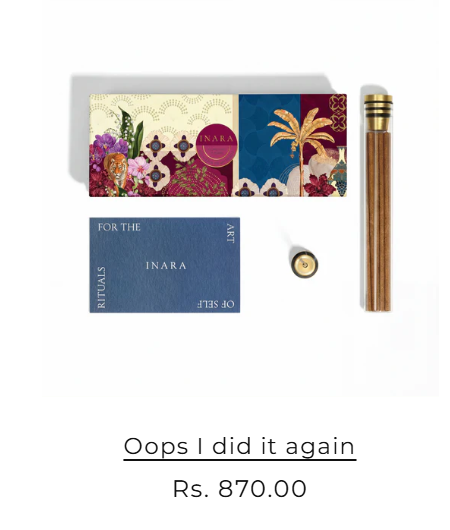 INARA
FOR THE
ART
INARA
RITUALS
OF SELF
Oops I did it again
Rs. 870.00